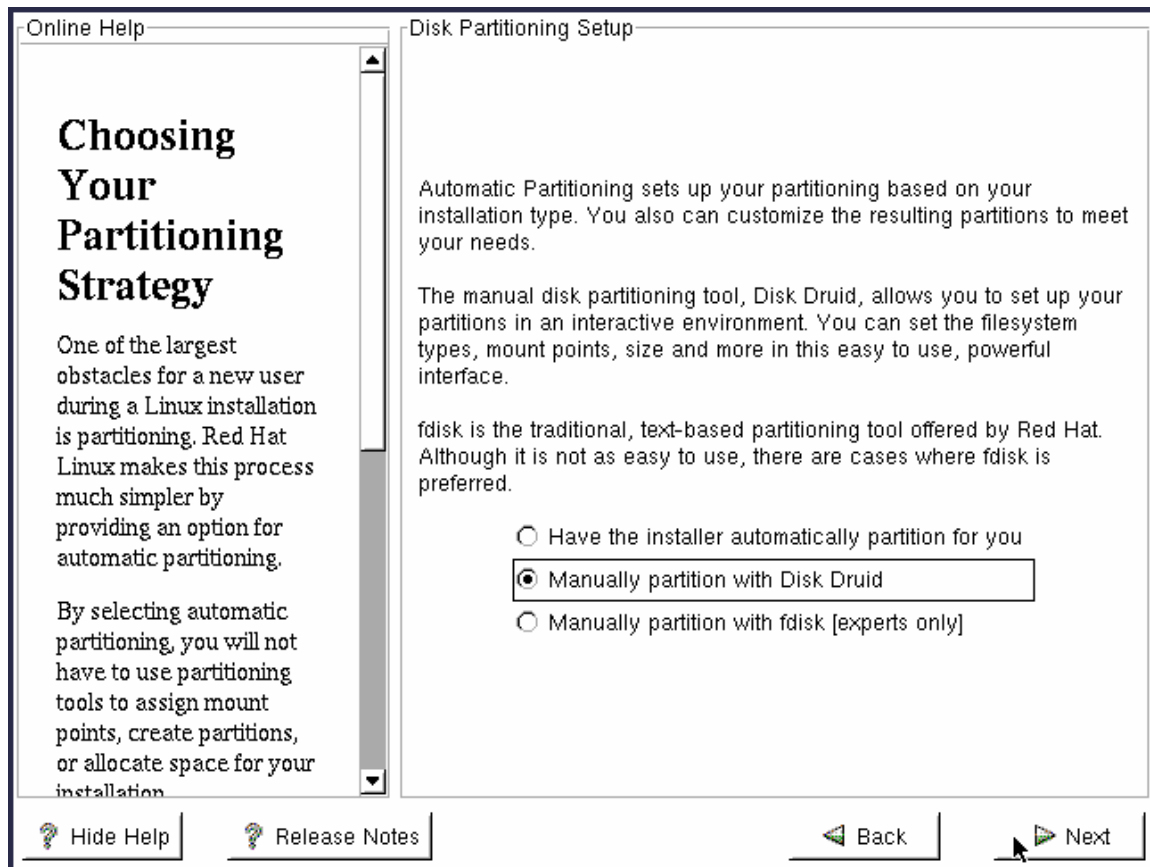 Online Help
Choosing
Your
Partitioning
Strategy
One of the largest
obstacles for a new user
during a Linux installation
is partitioning. Red Hat
Linux makes this process
much simpler by
providing an option for
automatic partitioning.
By selecting automatic
partitioning, you will not
have to use partitioning
tools to assign mount
points, create partitions,
or allocate space for your
installation
Disk Partitioning Setup
Automatic Partitioning sets up your partitioning based on your
installation type. You also can customize the resulting partitions to meet
your needs.
The manual disk partitioning tool, Disk Druid, allows you to set up your
partitions in an interactive environment. You can set the filesystem
types, mount points, size and more in this easy to use, powerful
interface.
fdisk is the traditional, text-based partitioning tool offered by Red Hat.
Although it is not as easy to use, there are cases where fdisk is
preferred.
Have the installer automatically partition for you
Manually partition with Disk Druid
Manually partition with fdisk [experts only]
Hide Help
Release Notes
Back
Next